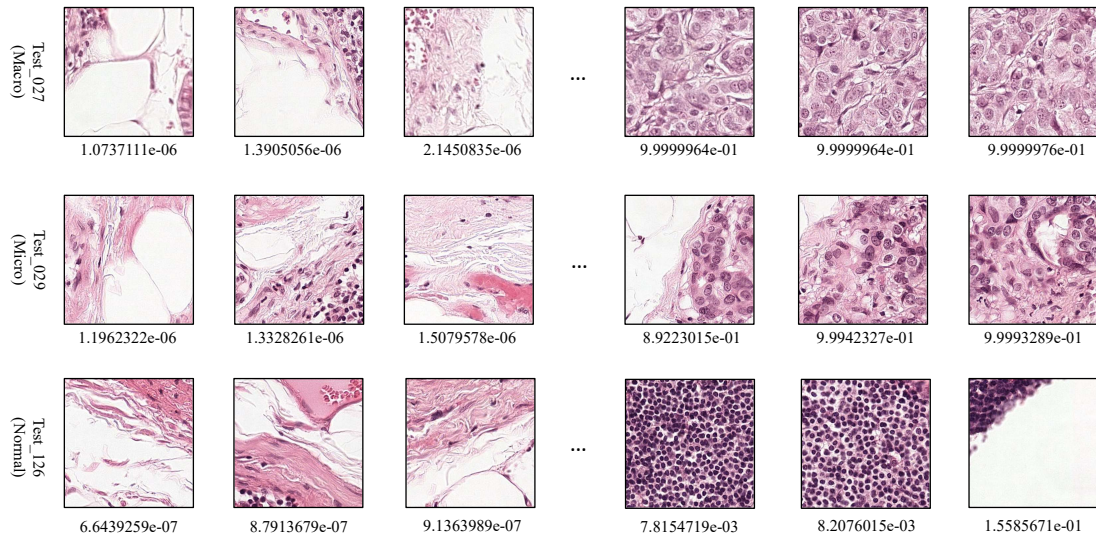 Test_027
(Macro)
...
1.0737111e-06 1.3905056e-06 2.1450835e-06 9.9999964e-01 9.9999964e-01 9.9999976e-01
Test_029
(Micro)
...
1.1962322e-06 1.3328261e-06 1.5079578e-06 8.9223015e-01 9.9942327e-01 9.9993289e-01
Test_126
(Normal)
...
6.6439259e-07 8.7913679e-07 9.1363989e-07 7.8154719e-03 8.2076015e-03 1.5585671e-01